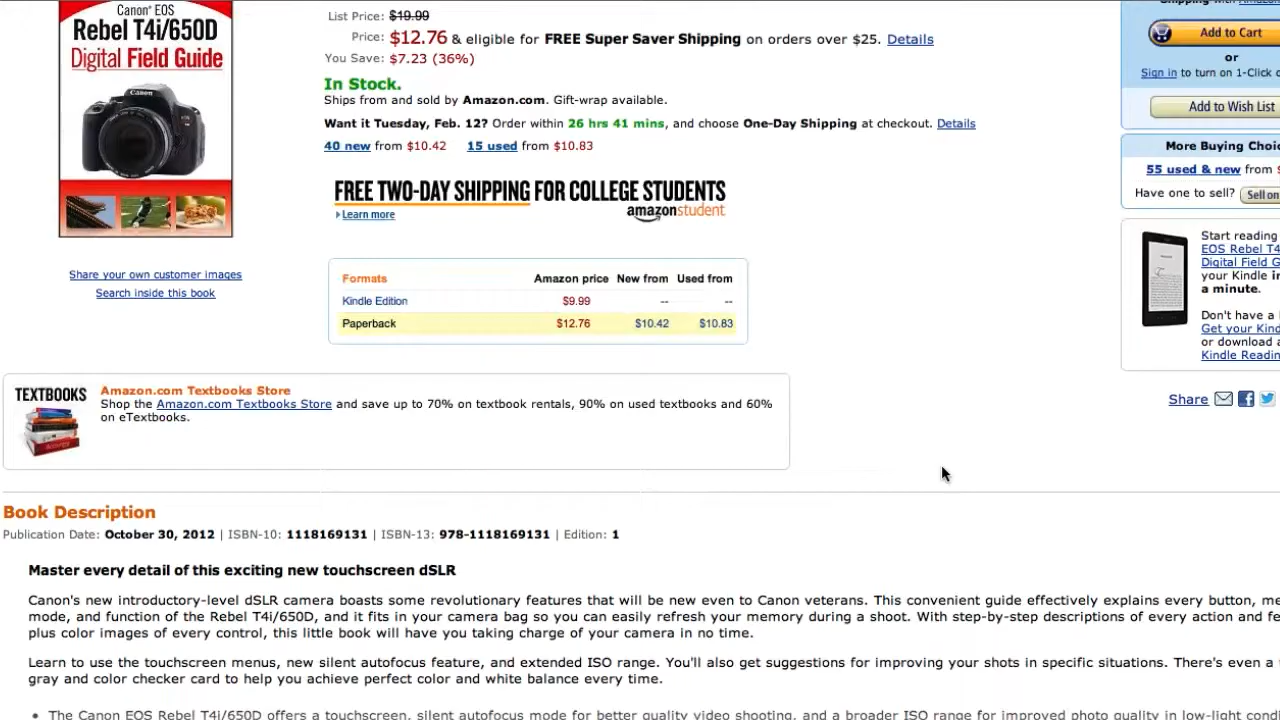 Canon® EOS
Rebel T4i/650D
Digital Field Guide
Canon
Share your own customer images
Search inside this book
List Price: $19.99
Price: $12.76 & eligible for FREE Super Saver Shipping on orders over $25. Details
You Save: $7.23 (36%)
In Stock.
Ships from and sold by Amazon.com. Gift-wrap available.
Want it Tuesday, Feb. 12? Order within 26 hrs 41 mins, and choose One-Day Shipping at checkout. Details
40 new from $10.42 15 used from $10.83
FREE TWO-DAY SHIPPING FOR COLLEGE STUDENTS
Learn more amazonstudent
Formats Amazon price New from Used from
Kindle Edition $9.99 -- --
Paperback $12.76 $10.42 $10.83
Add to Cart
or
Sign in to turn on 1-Click
Add to Wish List
More Buying
55 used & new from
Have one to sell? Sell on
Start reading
EOS Rebel
Digital Field
your Kindle
a minute.
Don't have a
Get your
or download
Kindle
Share
TEXTBOOKS
Amazon.com Textbooks Store
Shop the Amazon.com Textbooks Store and save up to 70% on textbook rentals, 90% on used textbooks and 60%
on eTextbooks.
Book Description
Publication Date: October 30, 2012 | ISBN-10: 1118169131 | ISBN-13: 978-1118169131 | Edition: 1
Master every detail of this exciting new touchscreen dSLR
Canon's new introductory-level dSLR camera boasts some revolutionary features that will be new even to Canon veterans. This convenient guide effectively explains every button,
mode, and function of the Rebel T4i/650D, and it fits in your camera bag so you can easily refresh your memory during a shoot. With step-by-step descriptions of every action and
plus color images of every control, this little book will have you taking charge of your camera in no time.
Learn to use the touchscreen menus, new silent autofocus feature, and extended ISO range. You'll also get suggestions for improving your shots in specific situations. There's even a
gray and color checker card to help you achieve perfect color and white balance every time.
• The Canon EOS Rebel T4i/650D offers a touchscreen, silent autofocus mode for better quality video shooting, and a broader ISO range for improved photo quality in low-light